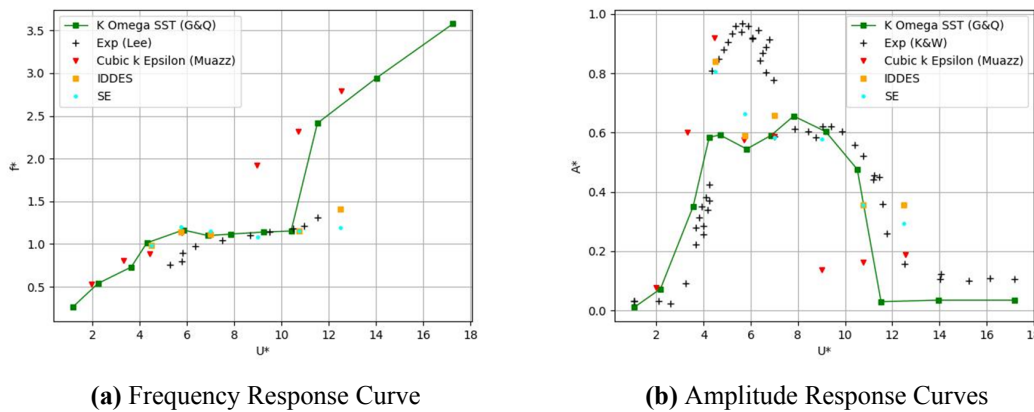 K Omega SST (G&Q)
Exp (Lee)
Cubic k Epsilon (Muazz)
IDDES
SE
3.5
3.0
2.5
2.0
1.5
1.0
0.5
f*
2 4 6 8 10 12 14 16 18
U*
(a) Frequency Response Curve
K Omega SST (G&Q)
Exp (K&W)
Cubic k Epsilon (Muazz)
IDDES
SE
1.0
0.8
0.6
0.4
0.2
0.0
A*
0 2 4 6 8 10 12 14 16 18
U*
(b) Amplitude Response Curves